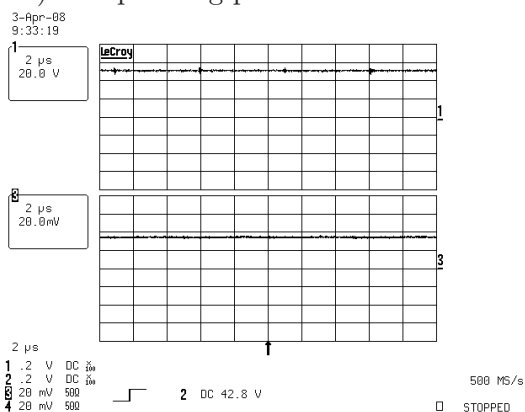 3-Apr-08
9:33:19
LeCroy
1
2 µs
20.0 V
1
3
2 µs
20.0mV
3
2 µs
1 .2 V DC X100
2 .2 V DC X100
3 20 mV 50Ω
4 20 mV 50Ω
2 DC 42.8 V
500 MS/s
STOPPED